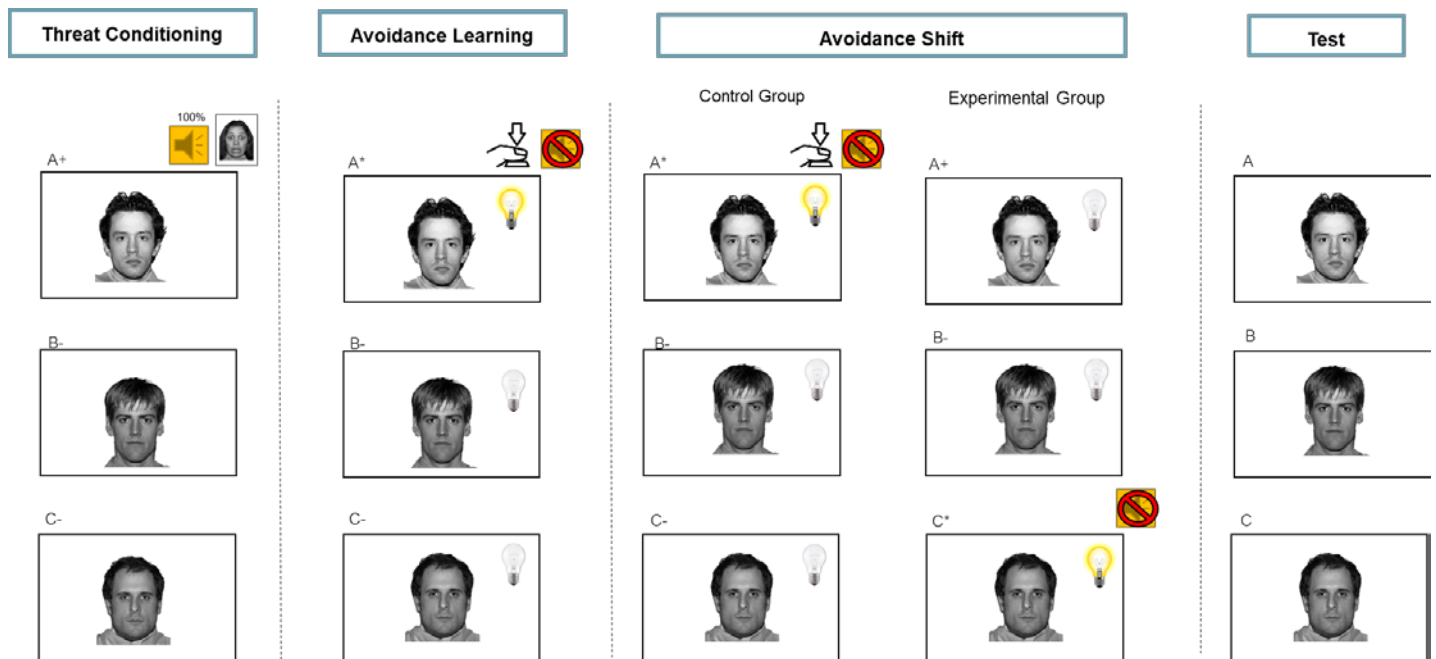 Threat Conditioning
Avoidance Learning
Avoidance Shift
Test
Control Group
Experimental Group
100%
A+
A*
A*
A+
A
B-
B-
B-
B-
B
C-
C-
C-
C*
C